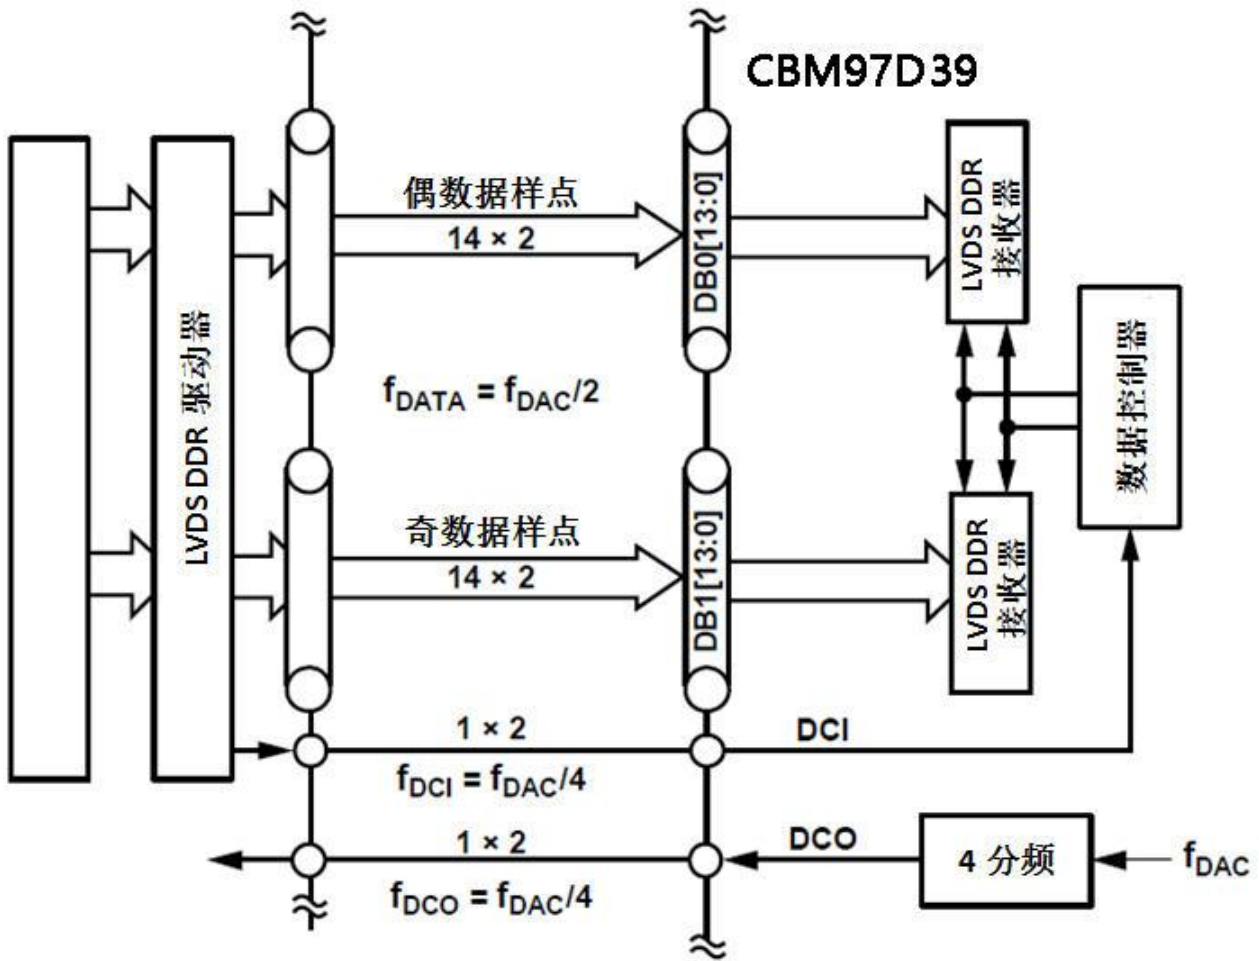 CBM97D39
LVDS DDR 驱动器
偶数据样点
14 × 2
DB0[13:0]
LVDS DDR
接收器
fDATA = fDAC/2
数据控制器
奇数据样点
14 × 2
DB1[13:0]
LVDS DDR
接收器
1 × 2
DCI
fDCI = fDAC/4
1 × 2
DCO
4 分频
fDAC
fDCO = fDAC/4